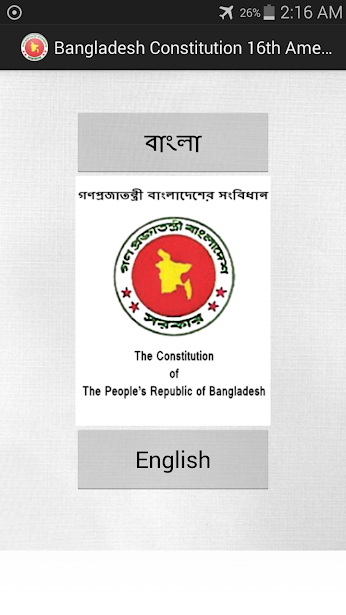 26% 2:16 AM
Bangladesh Constitution 16th Ame...
বাংলা
গণপ্রজাতন্ত্রী বাংলাদেশের সংবিধান
গণ প্রজাতন্ত্রী বাংলাদেশ
সরকার
The Constitution
of
The People's Republic of Bangladesh
English